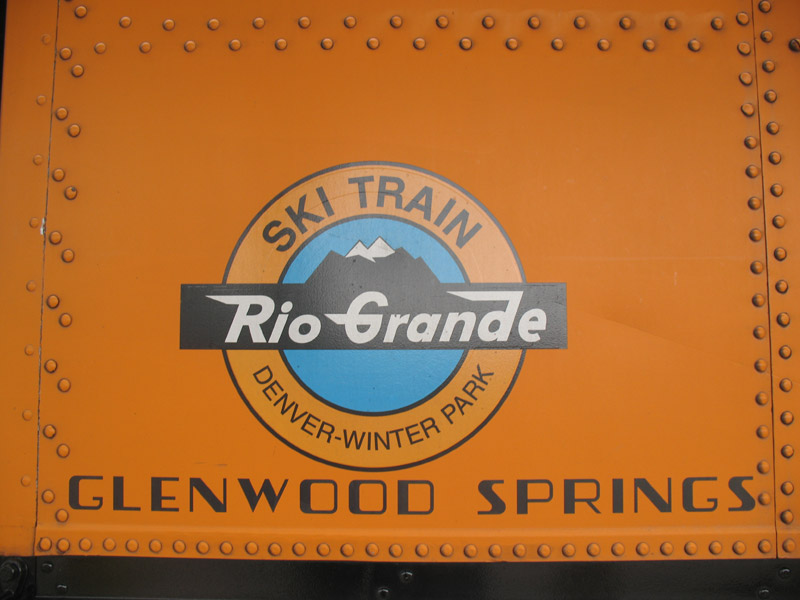 SKI TRAIN
Rio Grande
DENVER-WINTER PARK
GLENWOOD SPRINGS